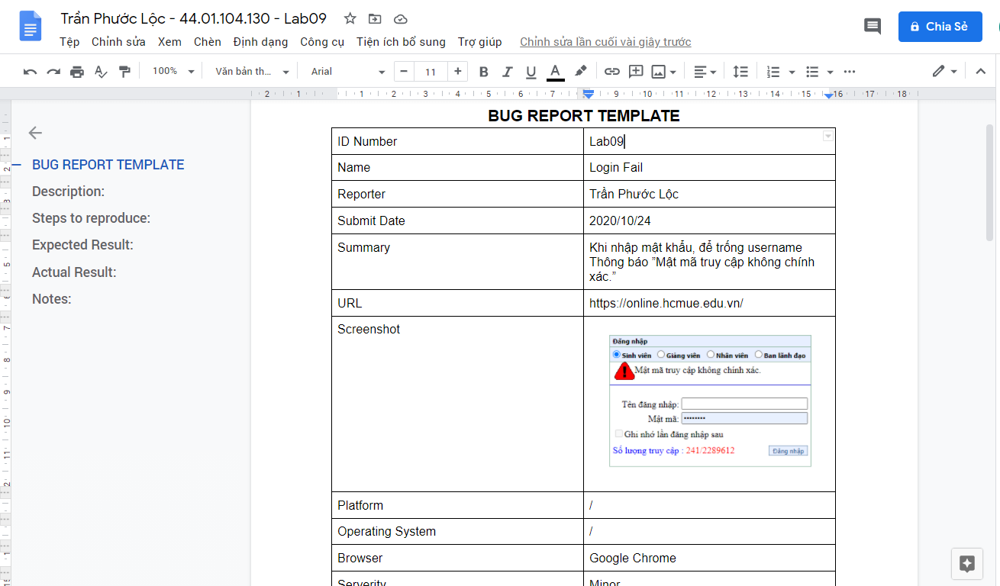 Trần Phước Lộc - 44.01.104.130 - Lab09
Tệp Chỉnh sửa Xem Chèn Định dạng Công cụ Tiện ích bổ sung Trợ giúp Chỉnh sửa lần cuối vài giây trước
Chia Sẻ
100% Văn bản th... Arial 11 B I U A
2 1 1 2 3 4 5 6 7 9 10 11 12 13 14 15 16 17 18
BUG REPORT TEMPLATE
Description:
Steps to reproduce:
Expected Result:
Actual Result:
Notes:
BUG REPORT TEMPLATE
ID Number Lab09
Name Login Fail
Reporter Trần Phước Lộc
Submit Date 2020/10/24
Summary Khi nhập mật khẩu, để trống username
Thông báo ”Mật mã truy cập không chính
xác.”
URL https://online.hcmue.edu.vn/
Screenshot
Đăng nhập
Sinh viên Giảng viên Nhân viên Ban lãnh đạo
Mật mã truy cập không chính xác.
Tên đăng nhập:
Mật mã: ••••••••
Ghi nhớ lần đăng nhập sau
Số lượng truy cập : 241/2289612 Đăng nhập
Platform /
Operating System /
Browser Google Chrome
Serverity Minor